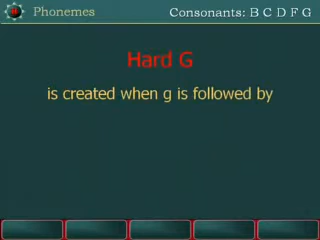 Phonemes
Consonants: B C D F G
Hard G
is created when g is followed by